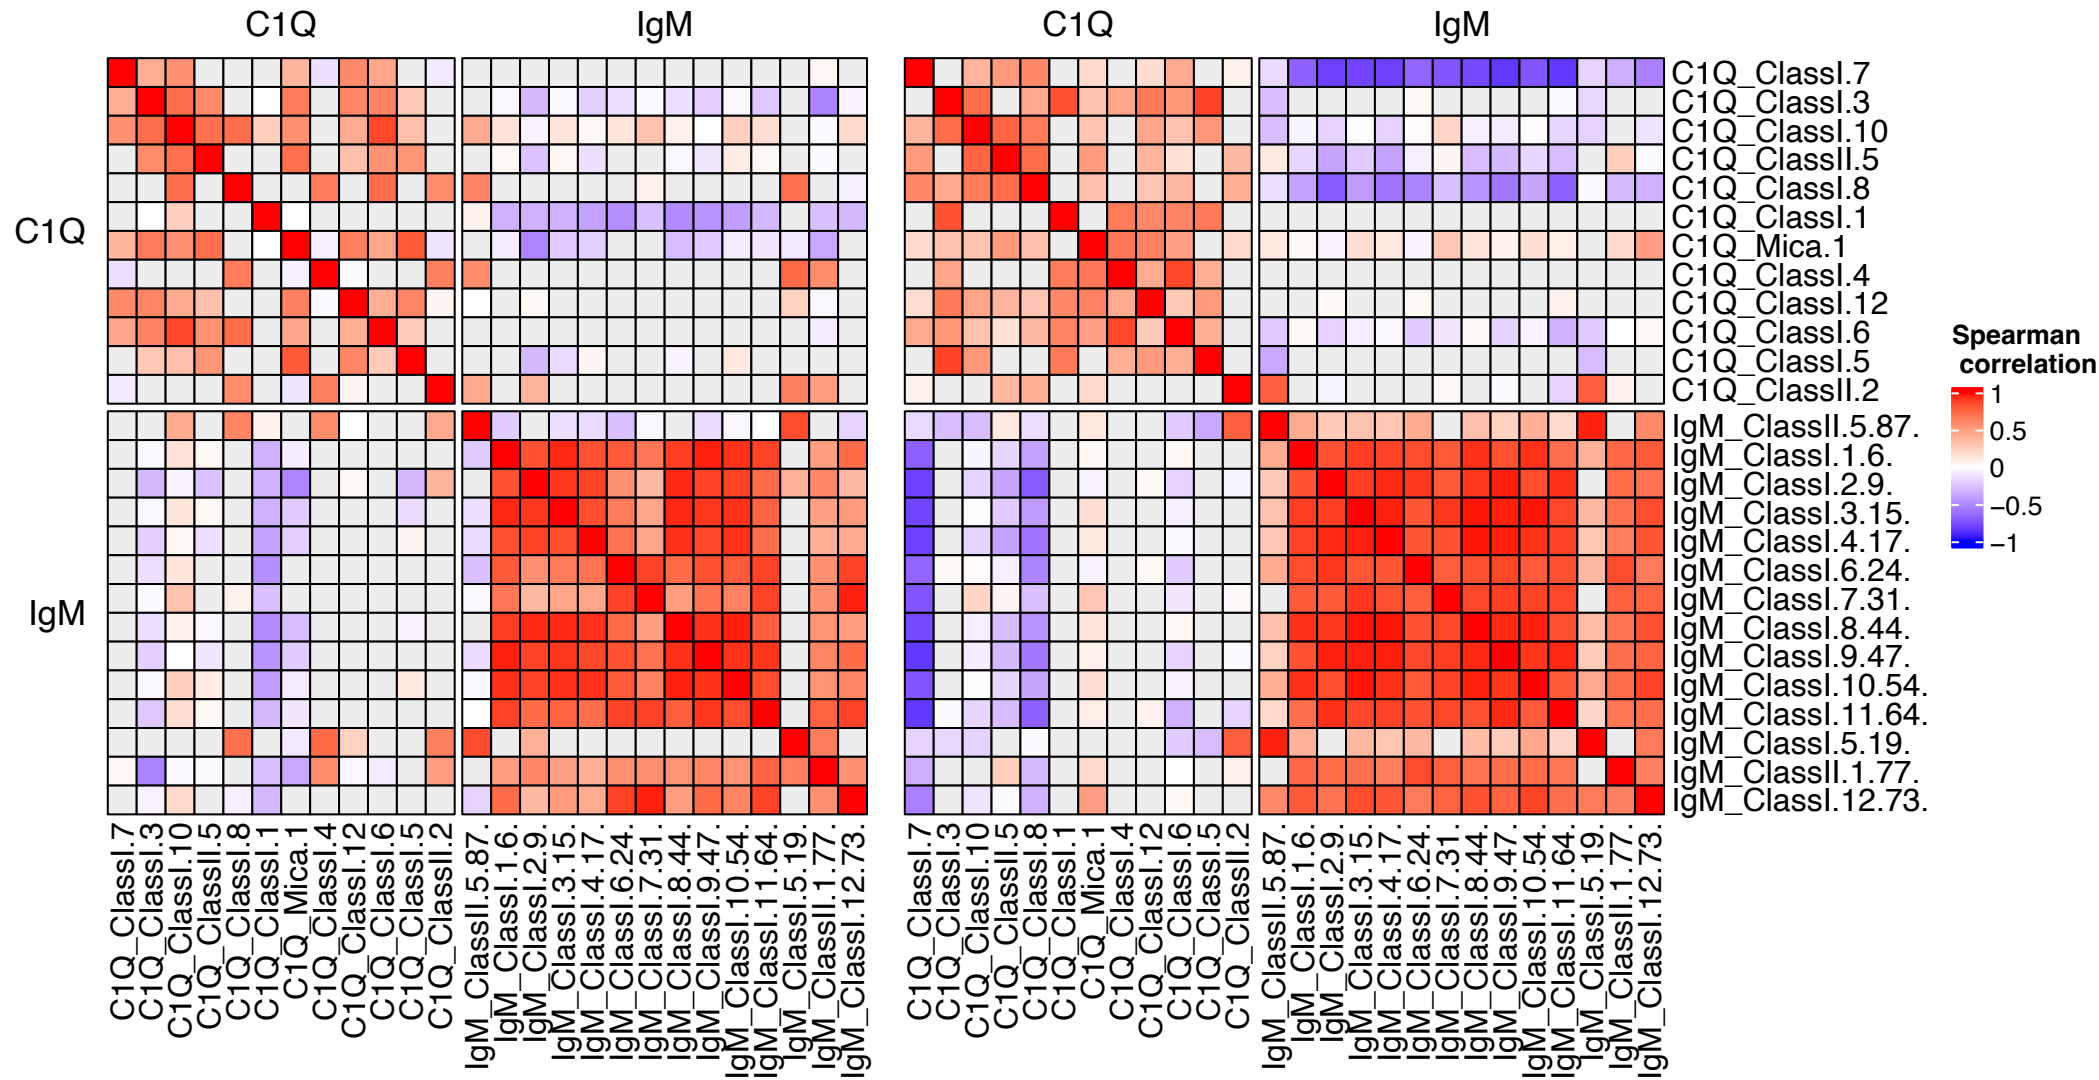 C1Q
IgM
C1Q
IgM
C1Q
IgM
C1Q_ClassI.7
C1Q_ClassI.3
C1Q_ClassI.10
C1Q_ClassII.5
C1Q_ClassI.8
C1Q_ClassI.1
C1Q_Mica.1
C1Q_ClassI.4
C1Q_ClassI.12
C1Q_ClassI.6
C1Q_ClassI.5
C1Q_ClassII.2
IgM_ClassII.5.87.
IgM_ClassI.1.6.
IgM_ClassI.2.9.
IgM_ClassI.3.15.
IgM_ClassI.4.17.
IgM_ClassI.6.24.
IgM_ClassI.7.31.
IgM_ClassI.8.44.
IgM_ClassI.9.47.
IgM_ClassI.10.54.
IgM_ClassI.11.64.
IgM_ClassI.5.19.
IgM_ClassII.1.77.
IgM_ClassI.12.73.
Spearman
correlation
1
0.5
0
−0.5
−1
C1Q_ClassI.7
C1Q_ClassI.3
C1Q_ClassI.10
C1Q_ClassII.5
C1Q_ClassI.8
C1Q_ClassI.1
C1Q_Mica.1
C1Q_ClassI.4
C1Q_ClassI.12
C1Q_ClassI.6
C1Q_ClassI.5
C1Q_ClassII.2
IgM_ClassII.5.87.
IgM_ClassI.1.6.
IgM_ClassI.2.9.
IgM_ClassI.3.15.
IgM_ClassI.4.17.
IgM_ClassI.6.24.
IgM_ClassI.7.31.
IgM_ClassI.8.44.
IgM_ClassI.9.47.
IgM_ClassI.10.54.
IgM_ClassI.11.64.
IgM_ClassI.5.19.
IgM_ClassII.1.77.
IgM_ClassI.12.73.
C1Q_ClassI.7
C1Q_ClassI.3
C1Q_ClassI.10
C1Q_ClassII.5
C1Q_ClassI.8
C1Q_ClassI.1
C1Q_Mica.1
C1Q_ClassI.4
C1Q_ClassI.12
C1Q_ClassI.6
C1Q_ClassI.5
C1Q_ClassII.2
IgM_ClassII.5.87.
IgM_ClassI.1.6.
IgM_ClassI.2.9.
IgM_ClassI.3.15.
IgM_ClassI.4.17.
IgM_ClassI.6.24.
IgM_ClassI.7.31.
IgM_ClassI.8.44.
IgM_ClassI.9.47.
IgM_ClassI.10.54.
IgM_ClassI.11.64.
IgM_ClassI.5.19.
IgM_ClassII.1.77.
IgM_ClassI.12.73.